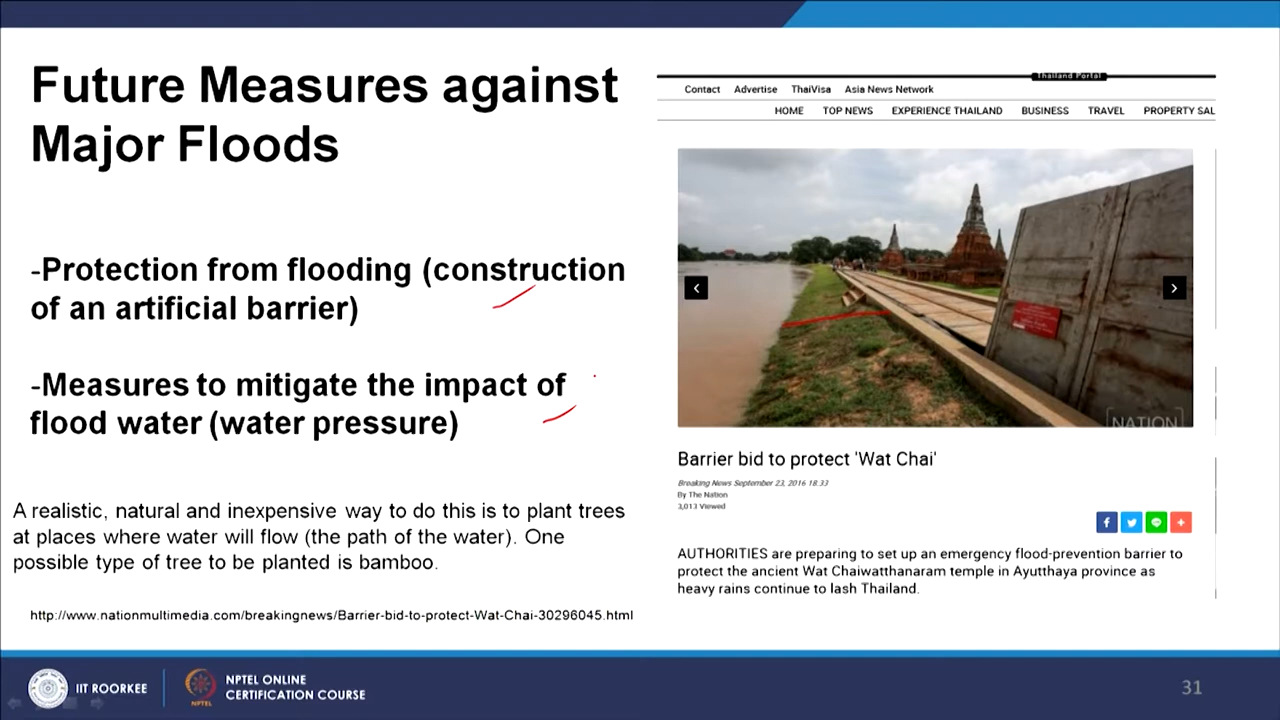 Future Measures against
Major Floods
-Protection from flooding (construction
of an artificial barrier)
-Measures to mitigate the impact of
flood water (water pressure)
A realistic, natural and inexpensive way to do this is to plant trees
at places where water will flow (the path of the water). One
possible type of tree to be planted is bamboo.
http://www.nationmultimedia.com/breakingnews/Barrier-bid-to-protect-Wat-Chai-30296045.html
Thailand Portal
Contact Advertise ThaiVisa Asia News Network
HOME TOP NEWS EXPERIENCE THAILAND BUSINESS TRAVEL PROPERTY SAL
NATION
Barrier bid to protect 'Wat Chai'
Breaking News September 23, 2016 18:33
By The Nation
3,013 Viewed
AUTHORITIES are preparing to set up an emergency flood-prevention barrier to
protect the ancient Wat Chaiwatthanaram temple in Ayutthaya province as
heavy rains continue to lash Thailand.
IIT ROORKEE
NPTEL
NPTEL ONLINE
CERTIFICATION COURSE
31